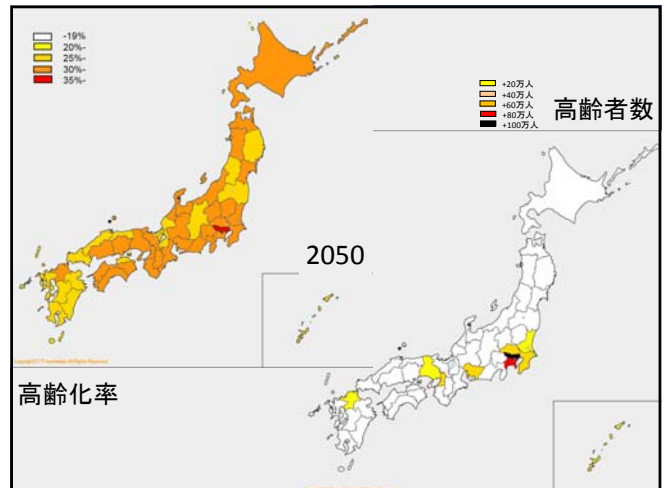 -19%
20%-
25%-
30%-
35%-
+20万人
+40万人
+60万人
+80万人
+100万人
高齢者数
2050
高齢化率